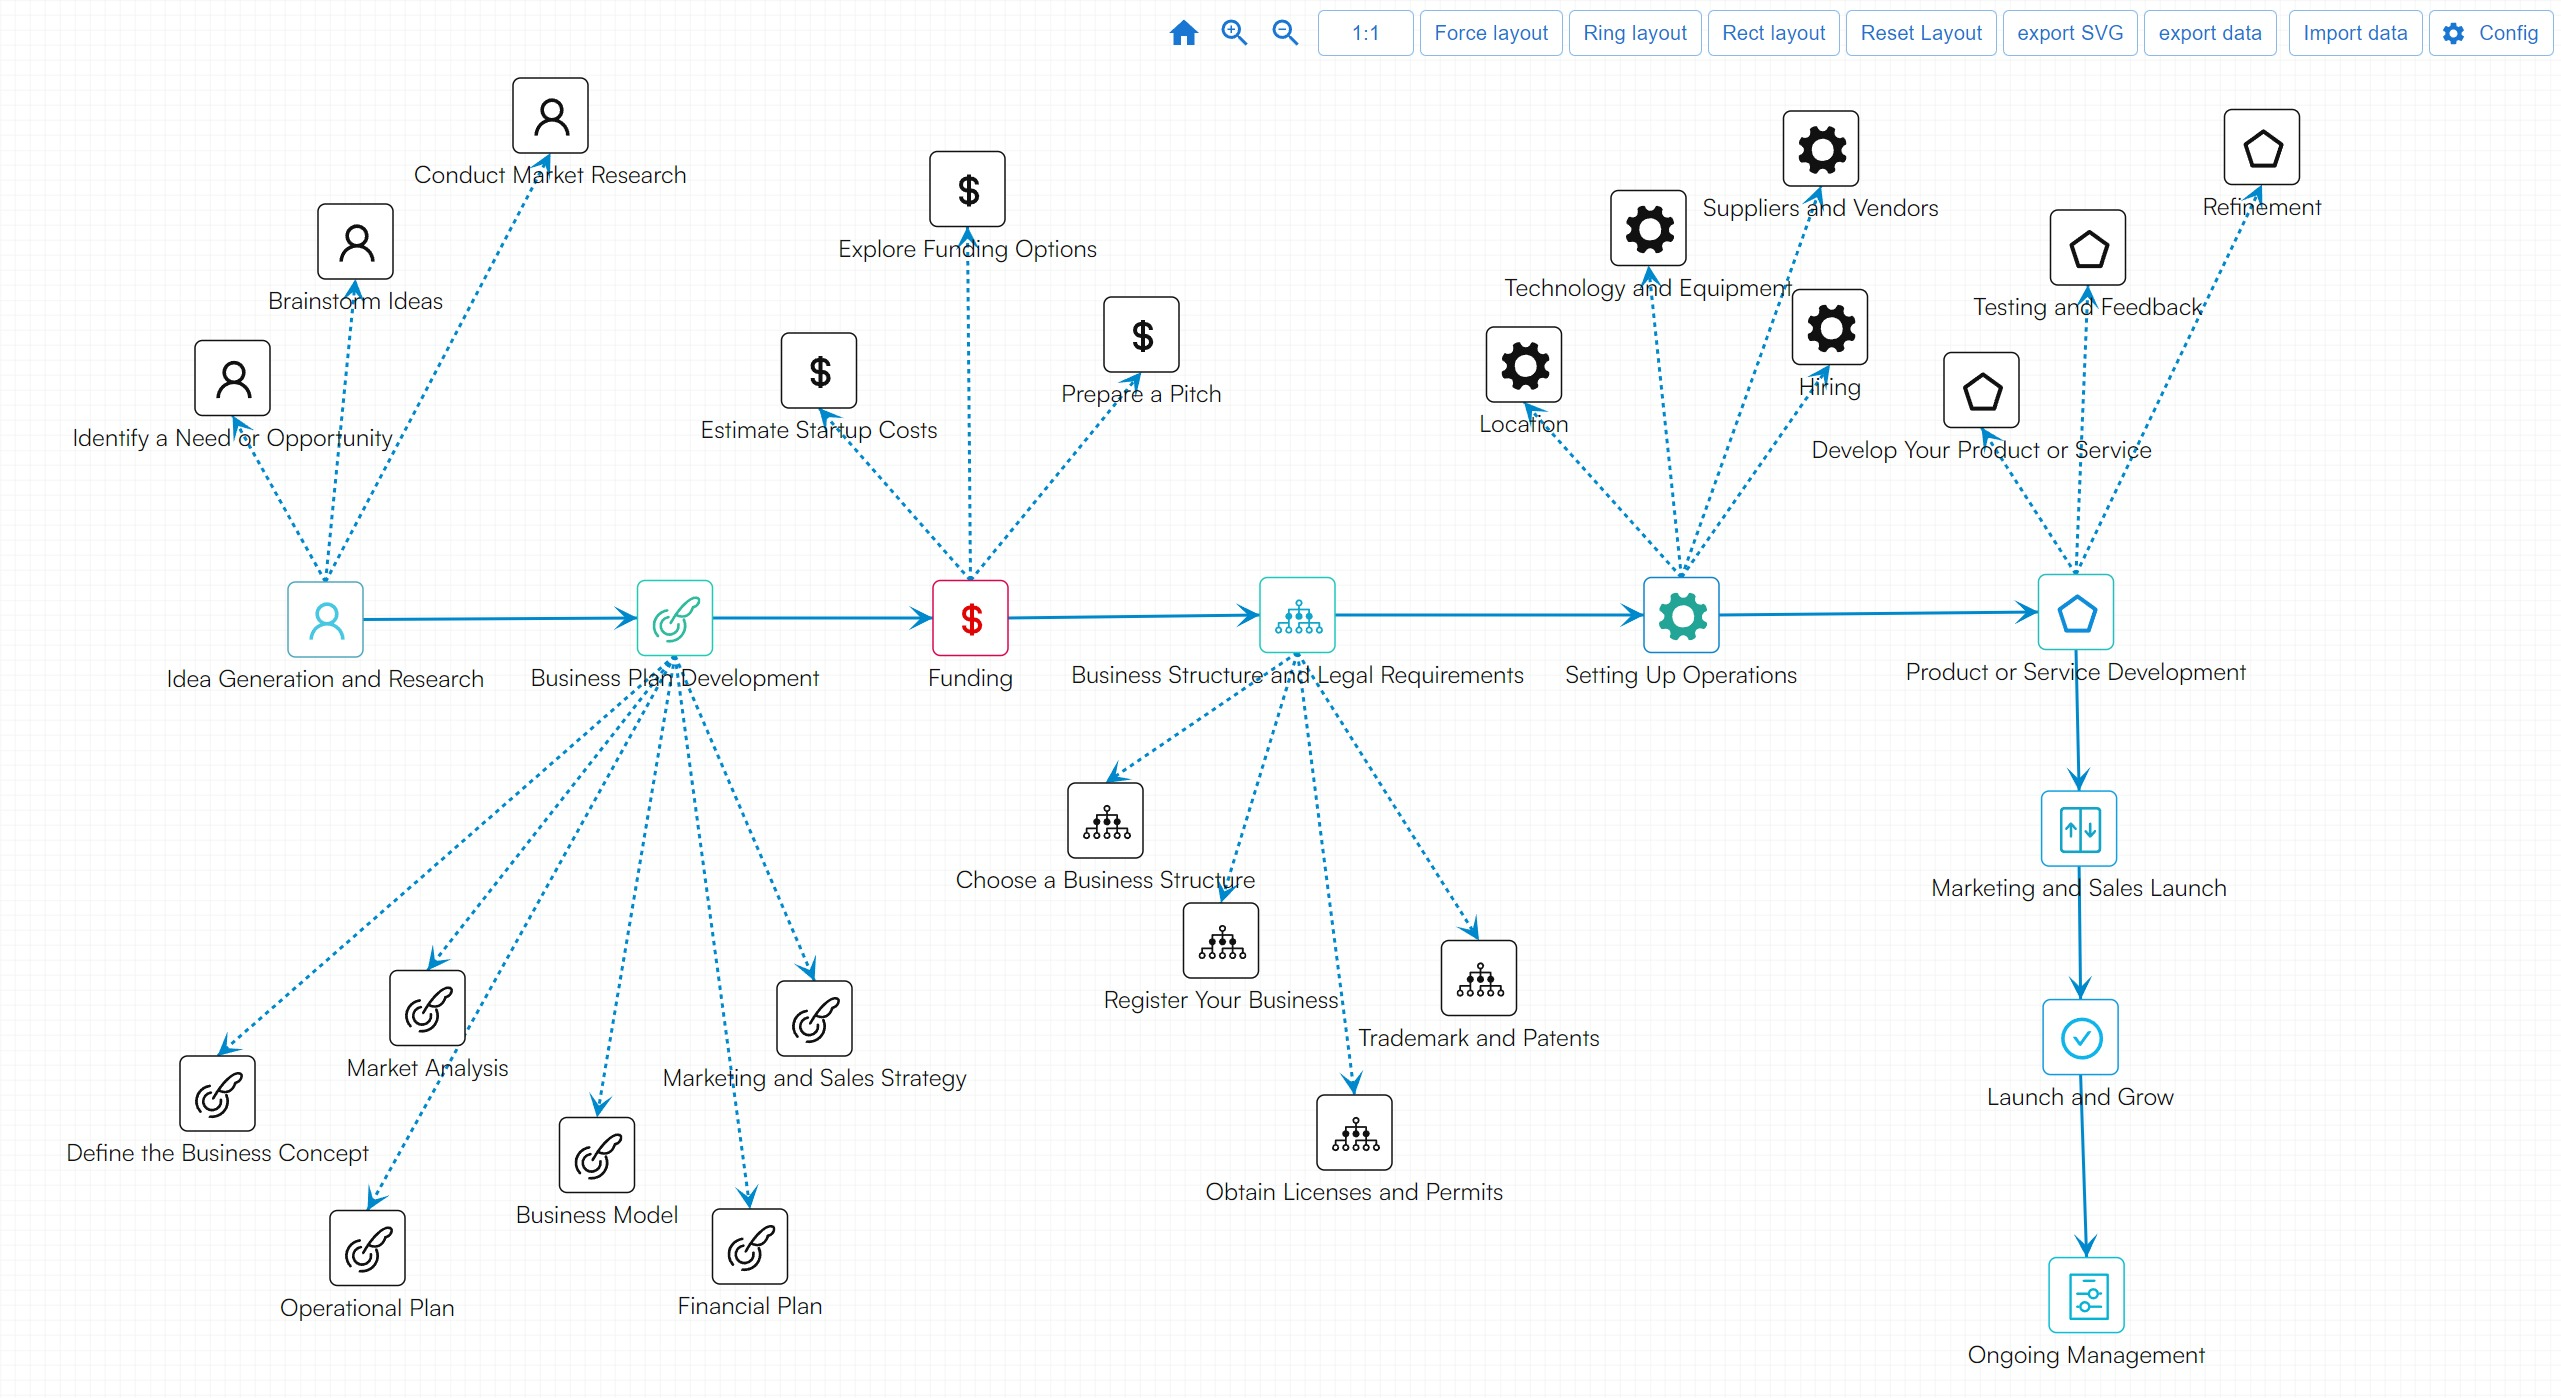 1:1
Force layout
Ring layout
Rect layout
Reset Layout
export SVG
export data
Import data
Config
Conduct Market Research
Brainstorm Ideas
Identify a Need or Opportunity
Explore Funding Options
Estimate Startup Costs
Prepare a Pitch
Suppliers and Vendors
Technology and Equipment
Hiring
Location
Refinement
Testing and Feedback
Develop Your Product or Service
Idea Generation and Research
Business Plan Development
Funding
Business Structure and Legal Requirements
Setting Up Operations
Product or Service Development
Choose a Business Structure
Register Your Business
Trademark and Patents
Obtain Licenses and Permits
Market Analysis
Marketing and Sales Strategy
Define the Business Concept
Business Model
Operational Plan
Financial Plan
Marketing and Sales Launch
Launch and Grow
Ongoing Management